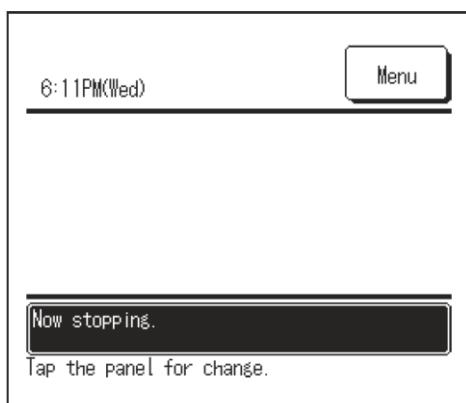 6:11PM(Wed)
Menu
Now stopping.
Tap the panel for change.